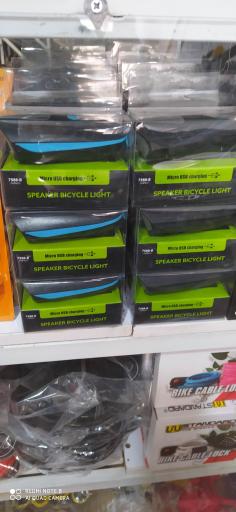 Micro USB charging
7588-B
SPEAKER BICYCLE LIGHT
Micro USB charging
7588-B
SPEAKER BICYCLE LIGHT
Micro USB charging
7588-B
SPEAKER BICYCLE LIGHT
Micro USB charging
7588-B
SPEAKER BICYCLE LIGHT
Micro USB charging
7588-B
SPEAKER BICYCLE LIGHT
Micro USB charging
7588-B
SPEAKER BICYCLE LIGHT
BIKE CABLE LOCK
BIKE CABLE LOCK
REDMI NOTE 8
AI QUAD CAMERA